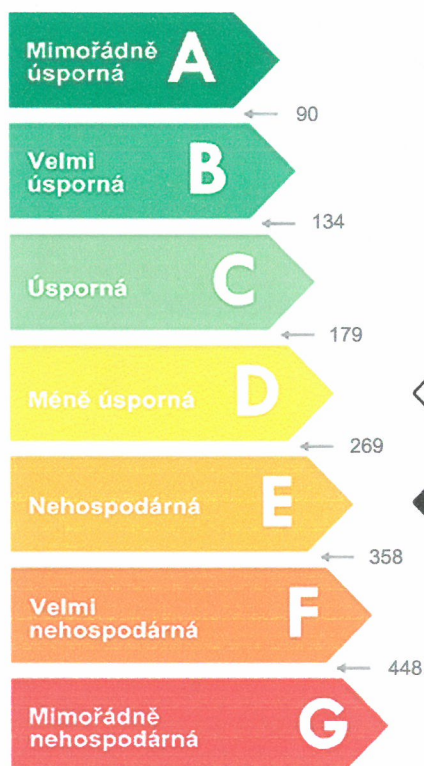 Mimořádně
úsporná
A
90
Velmi
úsporná
B
134
Úsporná
C
179
Méně úsporná
D
269
Nehospodárná
E
358
Velmi
nehospodárná
F
448
Mimořádně
nehospodárná
G